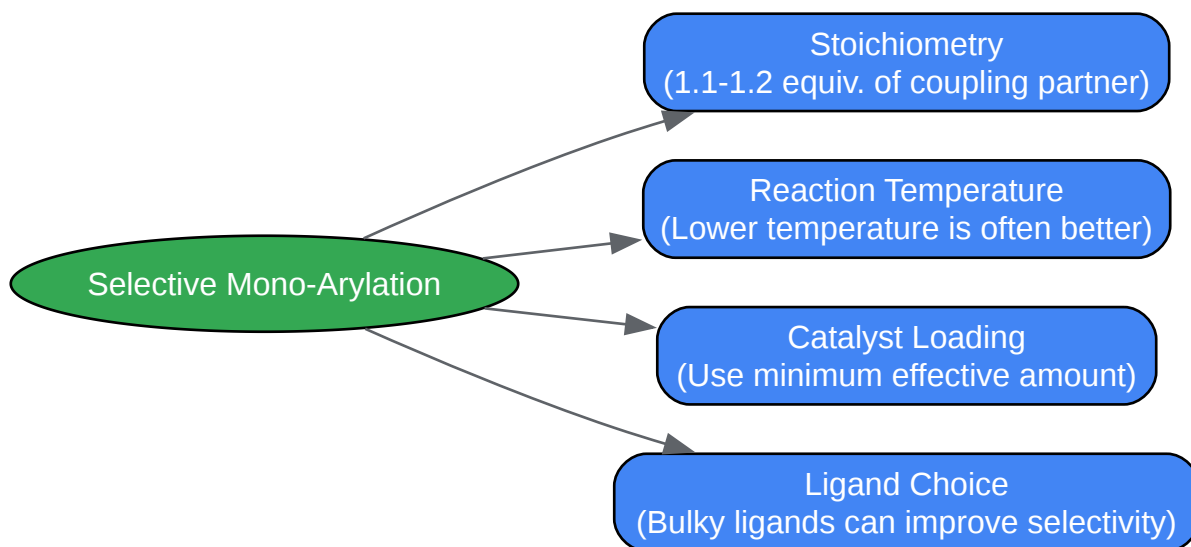 Stoichiometry
(1.1-1.2 equiv. of coupling partner)
Reaction Temperature
(Lower temperature is often better)
Selective Mono-Arylation
Catalyst Loading
(Use minimum effective amount)
Ligand Choice
(Bulky ligands can improve selectivity)